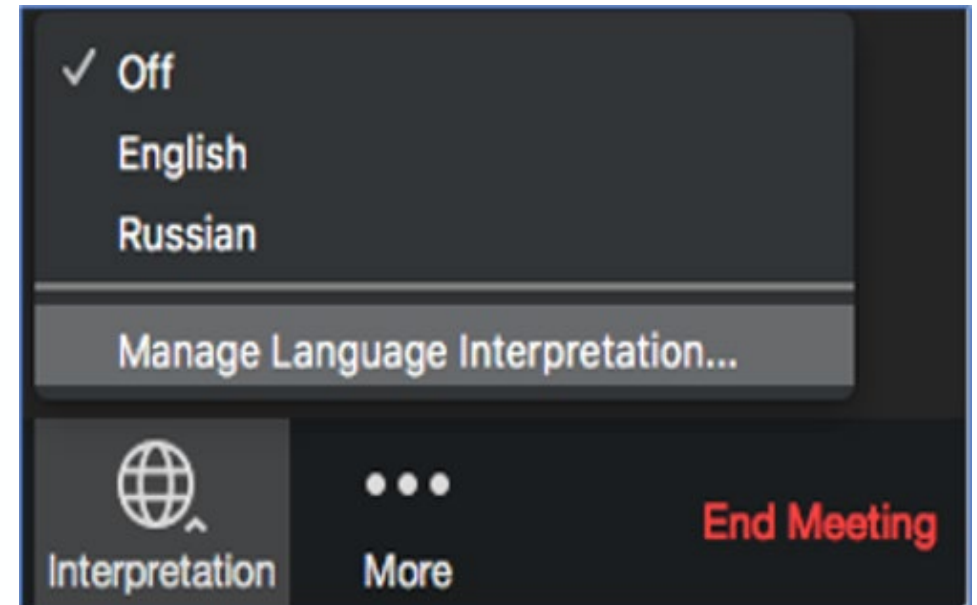 Off
English
Russian
Manage Language Interpretation...
Interpretation
More
End Meeting